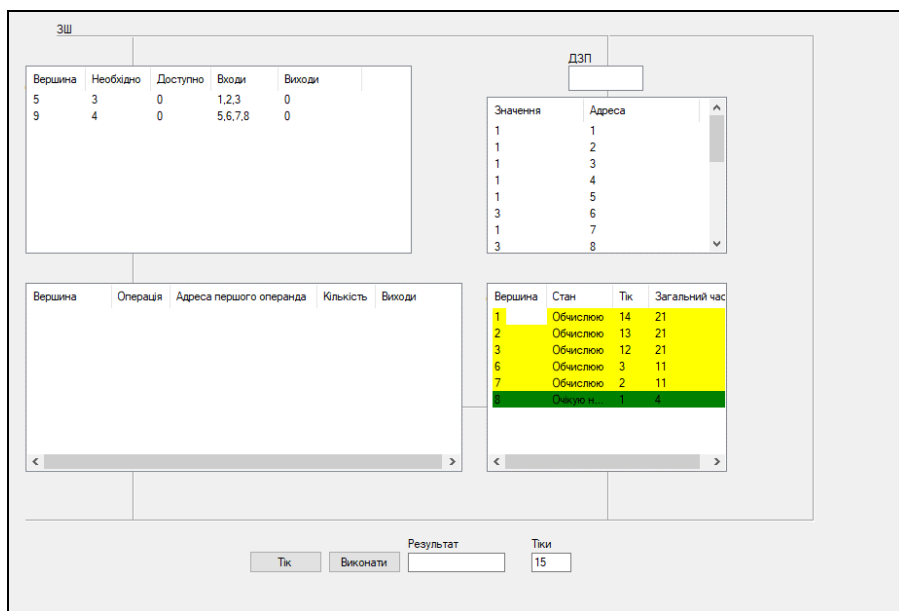 ЗШ
Вершина Необхідно Доступно Входи Виходи
5 3 0 1,2,3 0
9 4 0 5,6,7,8 0
ДЗП
Значення Адреса
1 1
1 2
1 3
1 4
1 5
3 6
1 7
3 8
Вершина Операція Адреса першого операнда Кількість Виходи
Вершина Стан Тік Загальний час
1 Обчислюю 14 21
2 Обчислюю 13 21
3 Обчислюю 12 21
6 Обчислюю 3 11
7 Обчислюю 2 11
8 Очікую н... 1 4
Результат Тіки
Тік Виконати 15